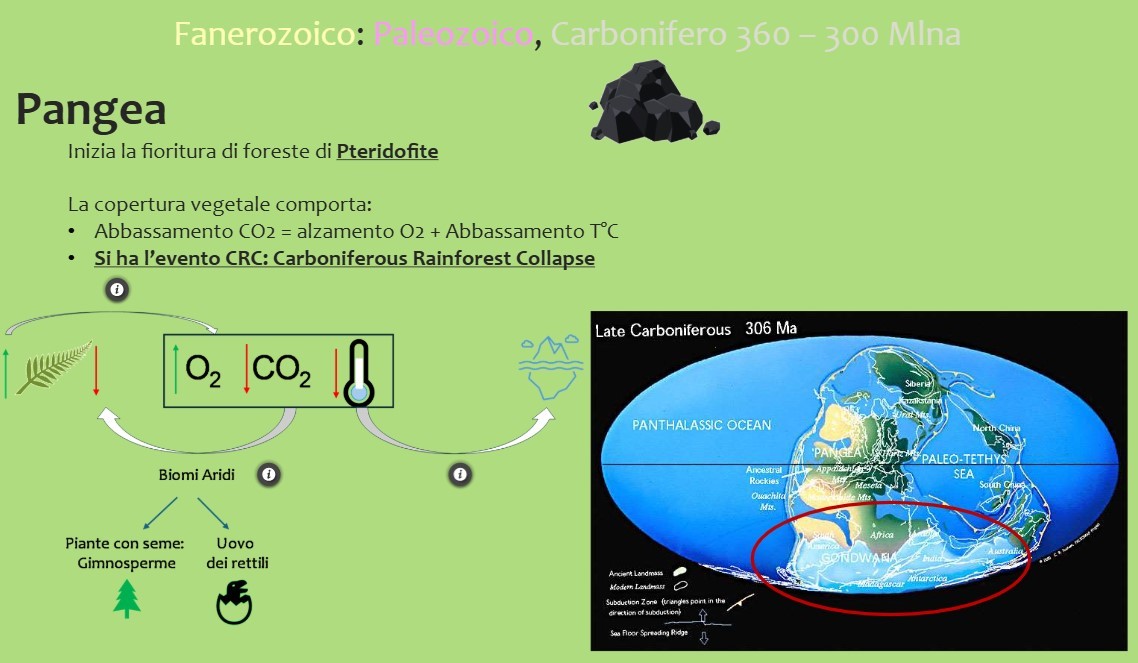 Fanerozoico: Paleozoico, Carbonifero 360 – 300 Mlna
Pangea
Inizia la fioritura di foreste di Pteridofite
La copertura vegetale comporta:
• Abbassamento CO2 = alzamento O2 + Abbassamento T°C
• Si ha l'evento CRC: Carboniferous Rainforest Collapse
O2 CO2
Biomi Aridi
Piante con seme:
Gimnosperme
Uovo
dei rettili
Late Carboniferous 306 Ma
Siberia
Kazakstania
Ural Mts.
PANTHALASSIC OCEAN
North China
PANGEA
PALEO-TETHYS
SEA
Ancestral
Rockies
Meseta
South China
Ouachita
Mts.
South
America
Africa
India
Australia
GONDWANA
Madagascar
Antarctica
Ancient Landmass
Modern Landmass
Subduction Zone (triangles point in the
direction of subduction)
Sea Floor Spreading Ridge